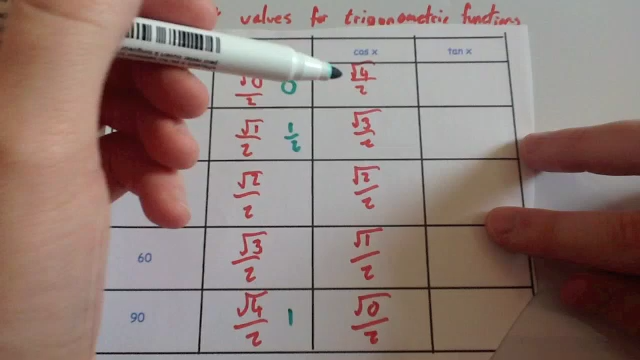 values for trigonometric functions
cos x tan x
√0/2 0 √4/2
√1/2 1/2 √3/2
√2/2 √2/2
60 √3/2 √1/2
90 √4/2 1 √0/2